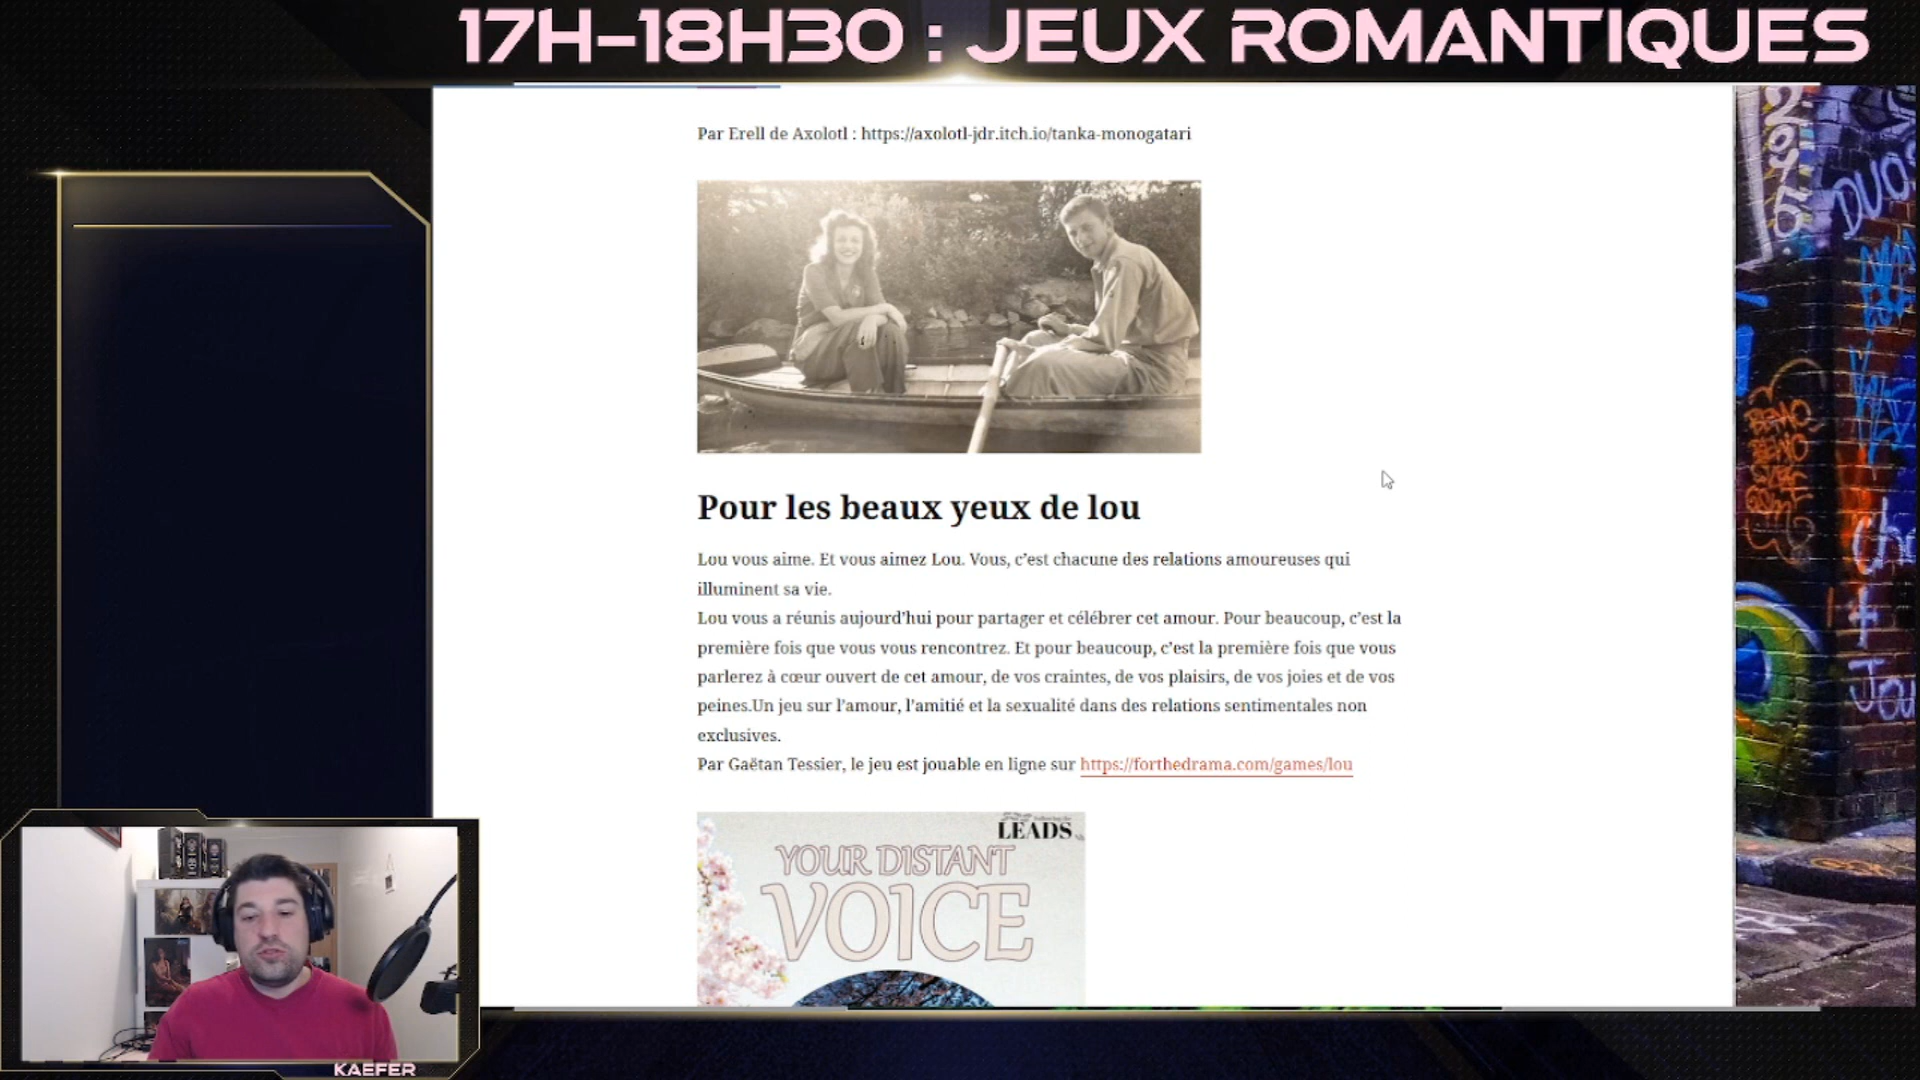 17H-18H30 : JEUX ROMANTIQUES
Par Erell de Axolotl : https://axolotl-jdr.itch.io/tanka-monogatari
Pour les beaux yeux de lou
Lou vous aime. Et vous aimez Lou. Vous, c’est chacune des relations amoureuses qui
illuminent sa vie.
Lou vous a réunis aujourd’hui pour partager et célébrer cet amour. Pour beaucoup, c’est la
première fois que vous vous rencontrez. Et pour beaucoup, c’est la première fois que vous
parlerez à cœur ouvert de cet amour, de vos craintes, de vos plaisirs, de vos joies et de vos
peines.Un jeu sur l’amour, l’amitié et la sexualité dans des relations sentimentales non
exclusives.
Par Gaëtan Tessier, le jeu est jouable en ligne sur https://forthedrama.com/games/lou
LEADS
YOUR DISTANT
VOICE
KAEFER